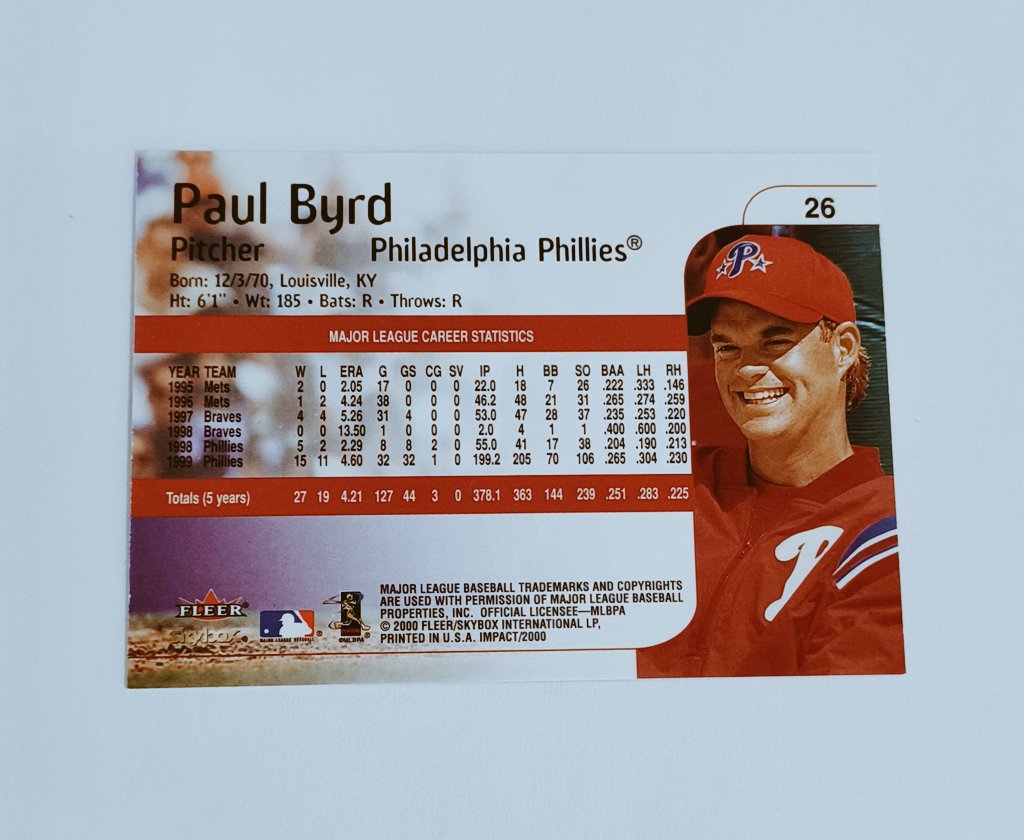 Paul Byrd
26
Pitcher Philadelphia Phillies®
Born: 12/3/70, Louisville, KY
Ht: 6'1" • Wt: 185 • Bats: R • Throws: R
P
MAJOR LEAGUE CAREER STATISTICS
YEAR TEAM W L ERA G GS CG SV IP H BB SO BAA LH RH
1995 Mets 2 0 2.05 17 0 0 0 22.0 18 7 26 .222 .333 .146
1996 Mets 1 2 4.24 38 0 0 0 46.2 48 21 31 .265 .274 .259
1997 Braves 4 4 5.26 31 4 0 0 53.0 47 28 37 .235 .253 .220
1998 Braves 0 0 13.50 1 0 0 0 2.0 4 1 1 .400 .600 .200
1998 Phillies 5 2 2.29 8 8 2 0 55.0 41 17 38 .204 .190 .213
1999 Phillies 15 11 4.60 32 32 1 0 199.2 205 70 106 .265 .304 .230
Totals (5 years) 27 19 4.21 127 44 3 0 378.1 363 144 239 .251 .283 .225
P
MAJOR LEAGUE BASEBALL TRADEMARKS AND COPYRIGHTS
ARE USED WITH PERMISSION OF MAJOR LEAGUE BASEBALL
PROPERTIES, INC. OFFICIAL LICENSEE—MLBPA
© 2000 FLEER/SKYBOX INTERNATIONAL LP,
PRINTED IN U.S.A. IMPACT/2000
FLEER
skybox
MAJOR LEAGUE BASEBALL
©MLBPA